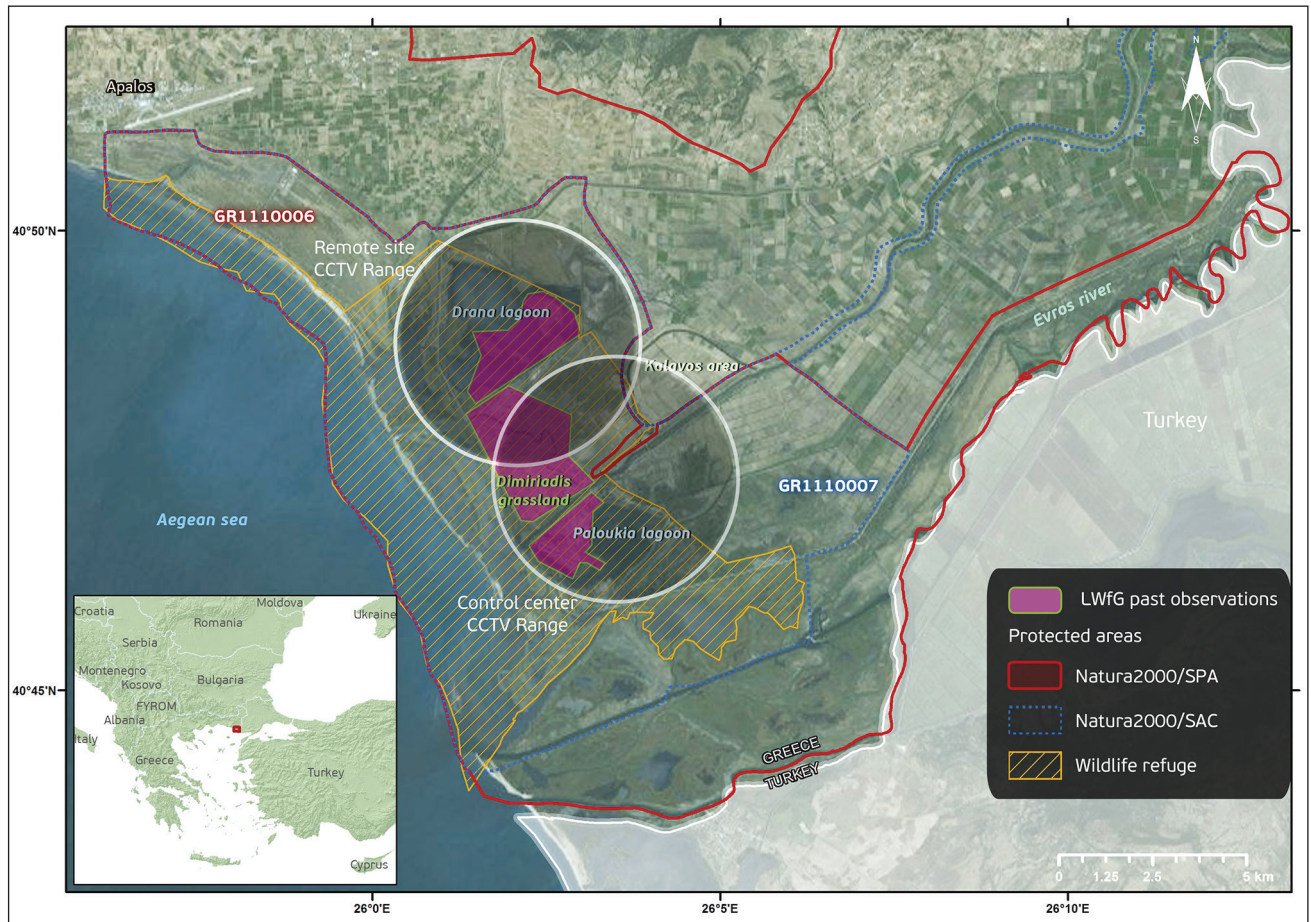 Apalos
N
S
GR1110006
40°50'N
Remote site
CCTV Range
Drana lagoon
Evros river
Kolavos area
Turkey
Dimiriadis
grassland
GR1110007
Aegean sea
Paloukia lagoon
Control center
CCTV Range
40°45'N
GREECE
TURKEY
Croatia
Moldova
Ukraine
Romania
Serbia
Montenegro
Kosovo
Bulgaria
FYROM
Albania
Italy
Greece
Turkey
Cyprus
LWfG past observations
Protected areas
Natura2000/SPA
Natura2000/SAC
Wildlife refuge
0 1.25 2.5 5 km
26°0'E 26°5'E 26°10'E